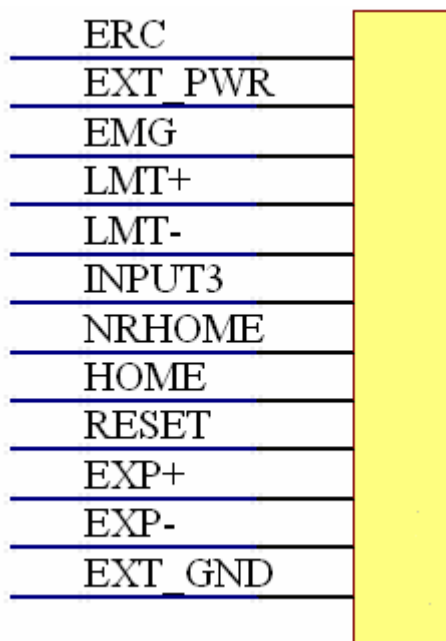 ERC
EXT_PWR
EMG
LMT+
LMT-
INPUT3
NRHOME
HOME
RESET
EXP+
EXP-
EXT_GND